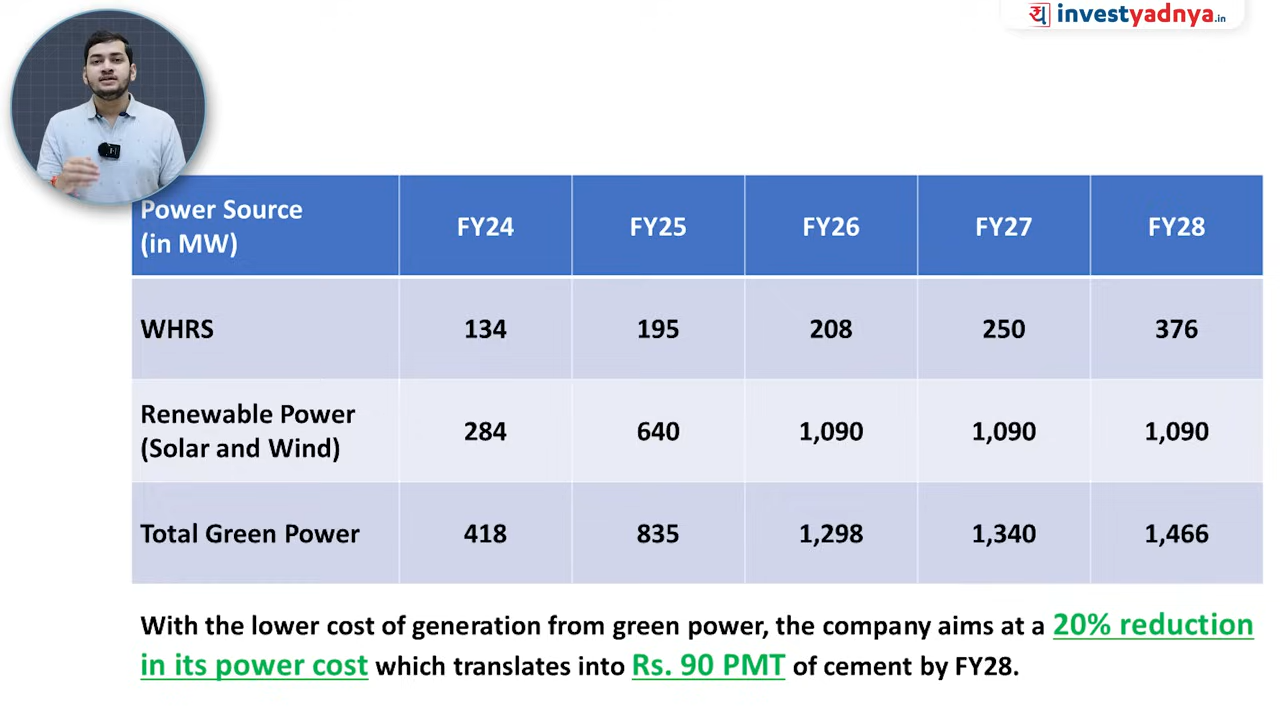 यु investyadnya.in
Power Source
(in MW)
FY24
FY25
FY26
FY27
FY28
WHRS
134
195
208
250
376
Renewable Power
(Solar and Wind)
284
640
1,090
1,090
1,090
Total Green Power
418
835
1,298
1,340
1,466
With the lower cost of generation from green power, the company aims at a 20% reduction
in its power cost which translates into Rs. 90 PMT of cement by FY28.